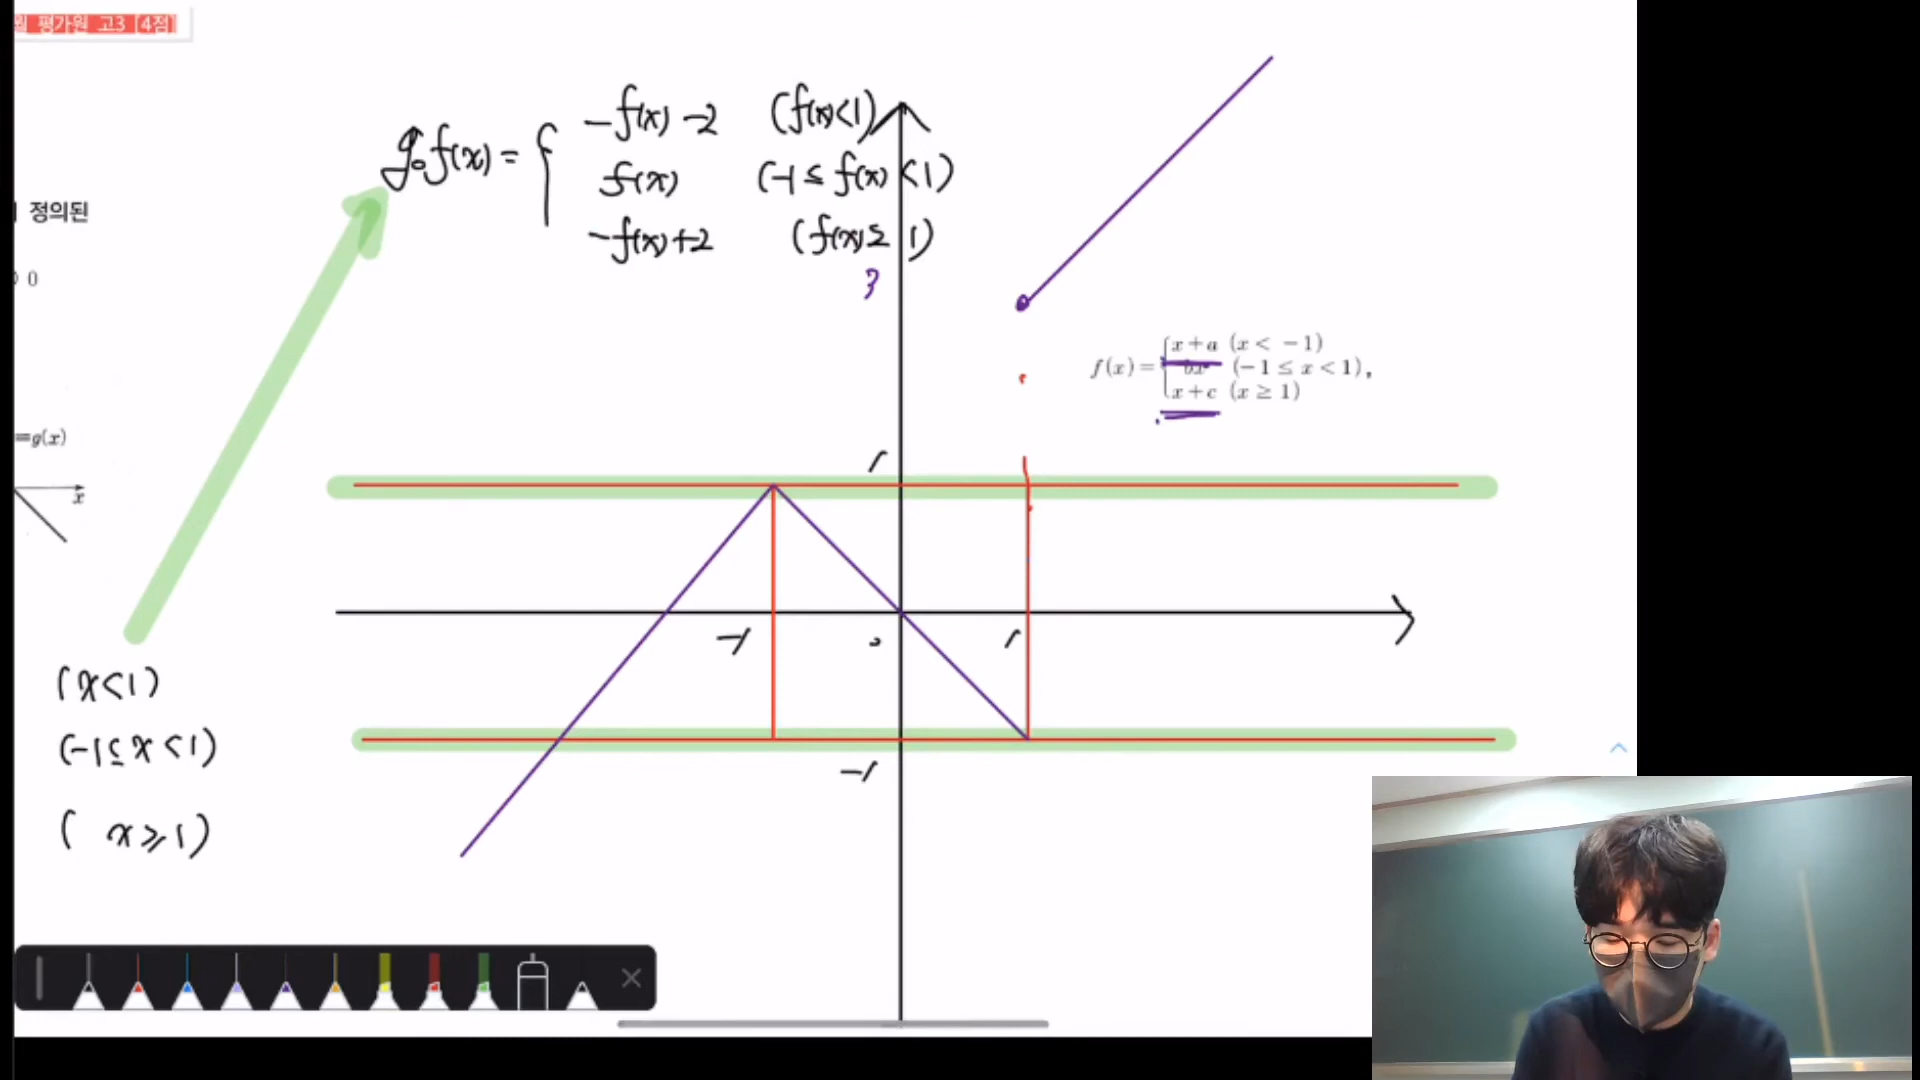 평가원 고3 [4점]
-f(x)-2 (f(x)<1)
g∘f(x)= { f(x) (-1≤f(x)<1)
-f(x)+2 (f(x)≥1)
정의된
0
3
f(x)= { x+a (x< -1)
bx (-1≤x<1),
x+c (x≥1)
=g(x)
x
1
-1 0 1
(x<1)
(-1≤x<1)
-1
( x≥1)